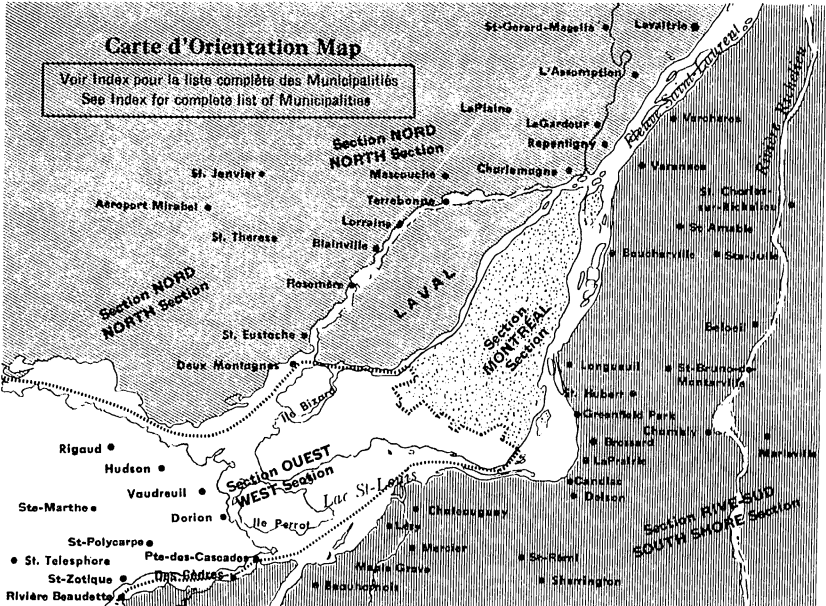 Carte d'Orientation Map
Voir Index pour la liste complète des Municipalitiés
See Index for complete list of Municipalities
St-Gerard-Magella
Lavaltrie
L'Assomption
Fleuve Saint-Laurent
Rivière Richelieu
LaPlaine
LaGardeur
Repentigny
Varcheres
Section NORD
NORTH Section
Charlemagne
Varennes
St. Janvier
Mascouche
Terrebonne
St. Charles-
sur-Richelieu
Aeroport Mirabel
Lorraine
St Amable
St. Therese
Blainville
Boucherville
Ste-Julie
Rosemère
LAVAL
Section NORD
NORTH Section
Section
MONTRÉAL
Section
Beloeil
St. Eustache
Deux Montagnes
Longueuil
St-Bruno-de-
Montarville
Ile Bizard
St. Hubert
Greenfield Park
Chambly
Brossard
Marieville
Rigaud
Hudson
LaPrairie
Section OUEST
WEST Section
Vaudreuil
Lac St-Louis
Candiac
Delson
Ste-Marthe
Dorion
Ile Perrot
Chateauguay
Léry
Section RIVE-SUD
SOUTH SHORE Section
St-Polycarpe
Mercier
St. Telesphore
Pte-des-Cascades
St-Rémi
Maple Grove
St-Zotique
Des Cèdres
Beauharnois
Sherrington
Rivière Beaudette